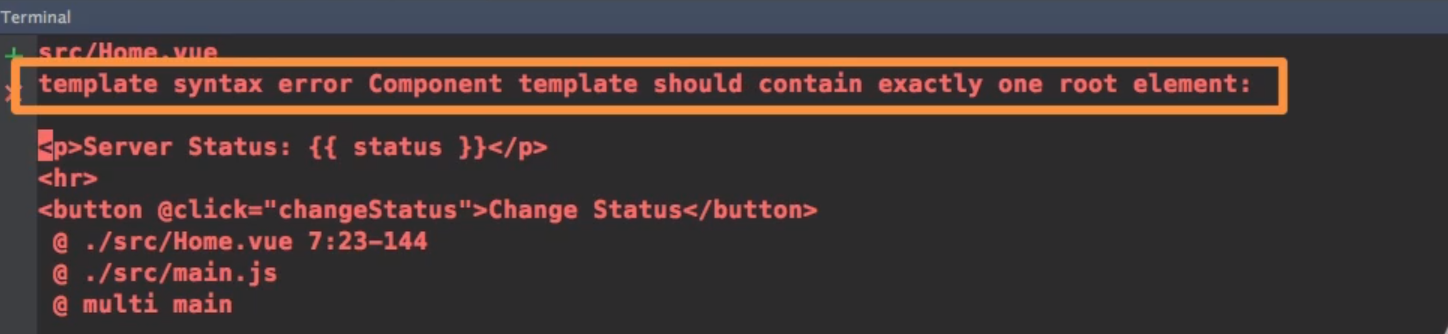 Terminal
src/Home.vue
template syntax error Component template should contain exactly one root element:
<p>Server Status: {{ status }}</p>
<hr>
<button @click="changeStatus">Change Status</button>
@ ./src/Home.vue 7:23-144
@ ./src/main.js
@ multi main